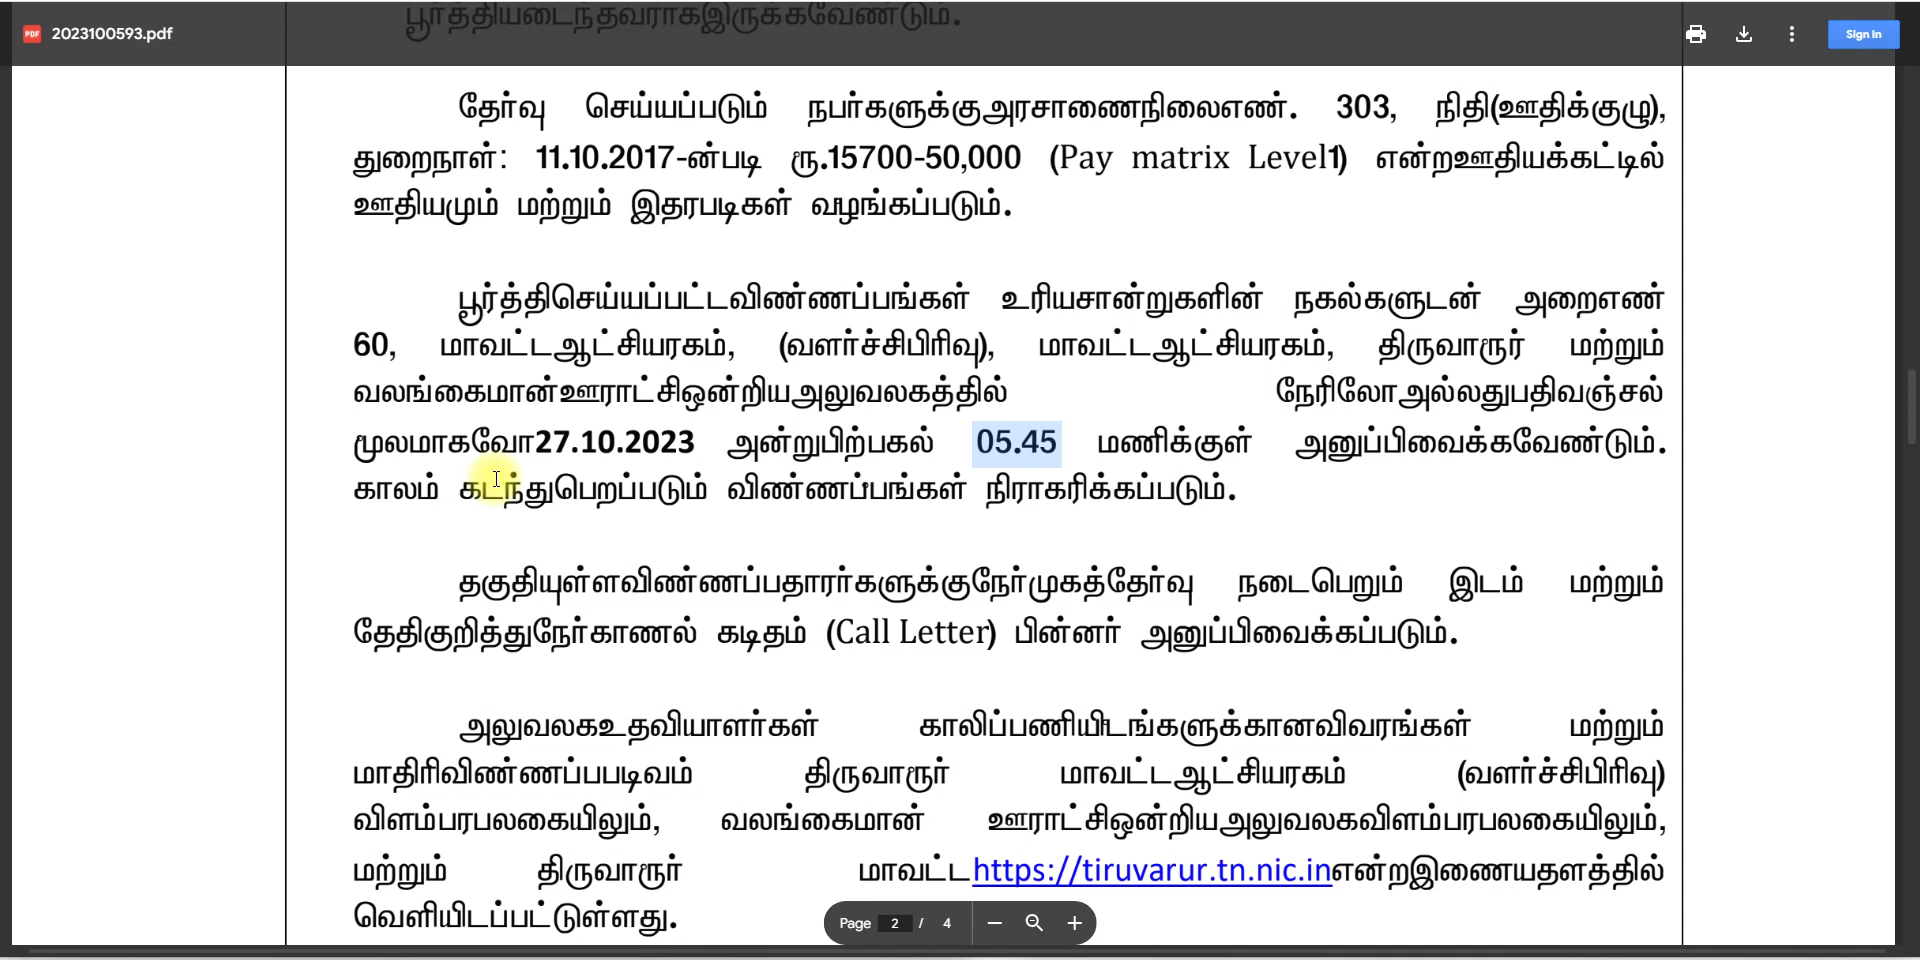 பூர்த்தியடைந்தவராகஇருக்கவேண்டும்.
2023100593.pdf
Sign In
தேர்வு செய்யப்படும் நபர்களுக்குஅரசாணைநிலைஎண். 303, நிதி(ஊதிக்குழு),
துறைநாள்: 11.10.2017-ன்படி ரூ.15700-50,000 (Pay matrix Level1) என்றஊதியக்கட்டில்
ஊதியமும் மற்றும் இதரபடிகள் வழங்கப்படும்.
பூர்த்திசெய்யப்பட்டவிண்ணப்பங்கள் உரியசான்றுகளின் நகல்களுடன் அறைஎண்
60, மாவட்டஆட்சியரகம், (வளர்ச்சிபிரிவு), மாவட்டஆட்சியரகம், திருவாரூர் மற்றும்
வலங்கைமான்ஊராட்சிஒன்றியஅலுவலகத்தில் நேரிலோஅல்லதுபதிவஞ்சல்
மூலமாகவோ27.10.2023 அன்றுபிற்பகல் 05.45 மணிக்குள் அனுப்பிவைக்கவேண்டும்.
காலம் கடந்துபெறப்படும் விண்ணப்பங்கள் நிராகரிக்கப்படும்.
தகுதியுள்ளவிண்ணப்பதாரர்களுக்குநேர்முகத்தேர்வு நடைபெறும் இடம் மற்றும்
தேதிகுறித்துநேர்காணல் கடிதம் (Call Letter) பின்னர் அனுப்பிவைக்கப்படும்.
அலுவலகஉதவியாளர்கள் காலிப்பணியிடங்களுக்கானவிவரங்கள் மற்றும்
மாதிரிவிண்ணப்பபடிவம் திருவாரூர் மாவட்டஆட்சியரகம் (வளர்ச்சிபிரிவு)
விளம்பரபலகையிலும், வலங்கைமான் ஊராட்சிஒன்றியஅலுவலகவிளம்பரபலகையிலும்,
மற்றும் திருவாரூர் மாவட்டhttps://tiruvarur.tn.nic.inஎன்றஇணையதளத்தில்
வெளியிடப்பட்டுள்ளது.
Page 2 / 4